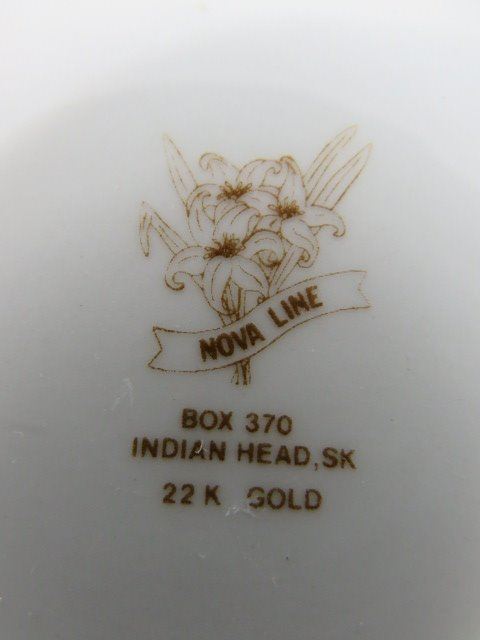 NOVA LINE
BOX 370
INDIAN HEAD, SK
22 K GOLD